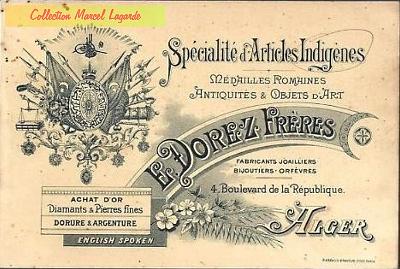 Collection Marcel Lagarde
Spécialité d'Articles Indigènes
MÉDAILLES ROMAINES
ANTIQUITÉS & OBJETS D'ART
E. DOREZ FRÈRES
FABRICANTS JOAILLIERS
BIJOUTIERS-ORFÈVRES
4, Boulevard de la République.
ALGER
ACHAT D'OR
Diamants & Pierres fines
DORURE & ARGENTURE
ENGLISH SPOKEN